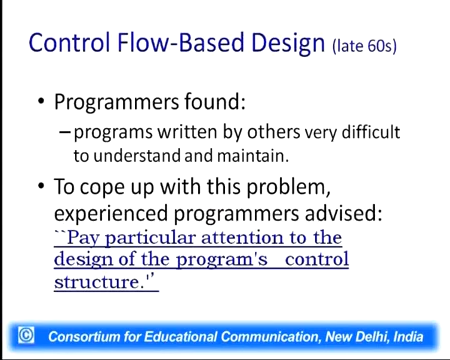 Control Flow-Based Design (late 60s)
• Programmers found:
–programs written by others very difficult
to understand and maintain.
• To cope up with this problem,
experienced programmers advised:
``Pay particular attention to the
design of the program's control
structure.'’
© Consortium for Educational Communication, New Delhi, India